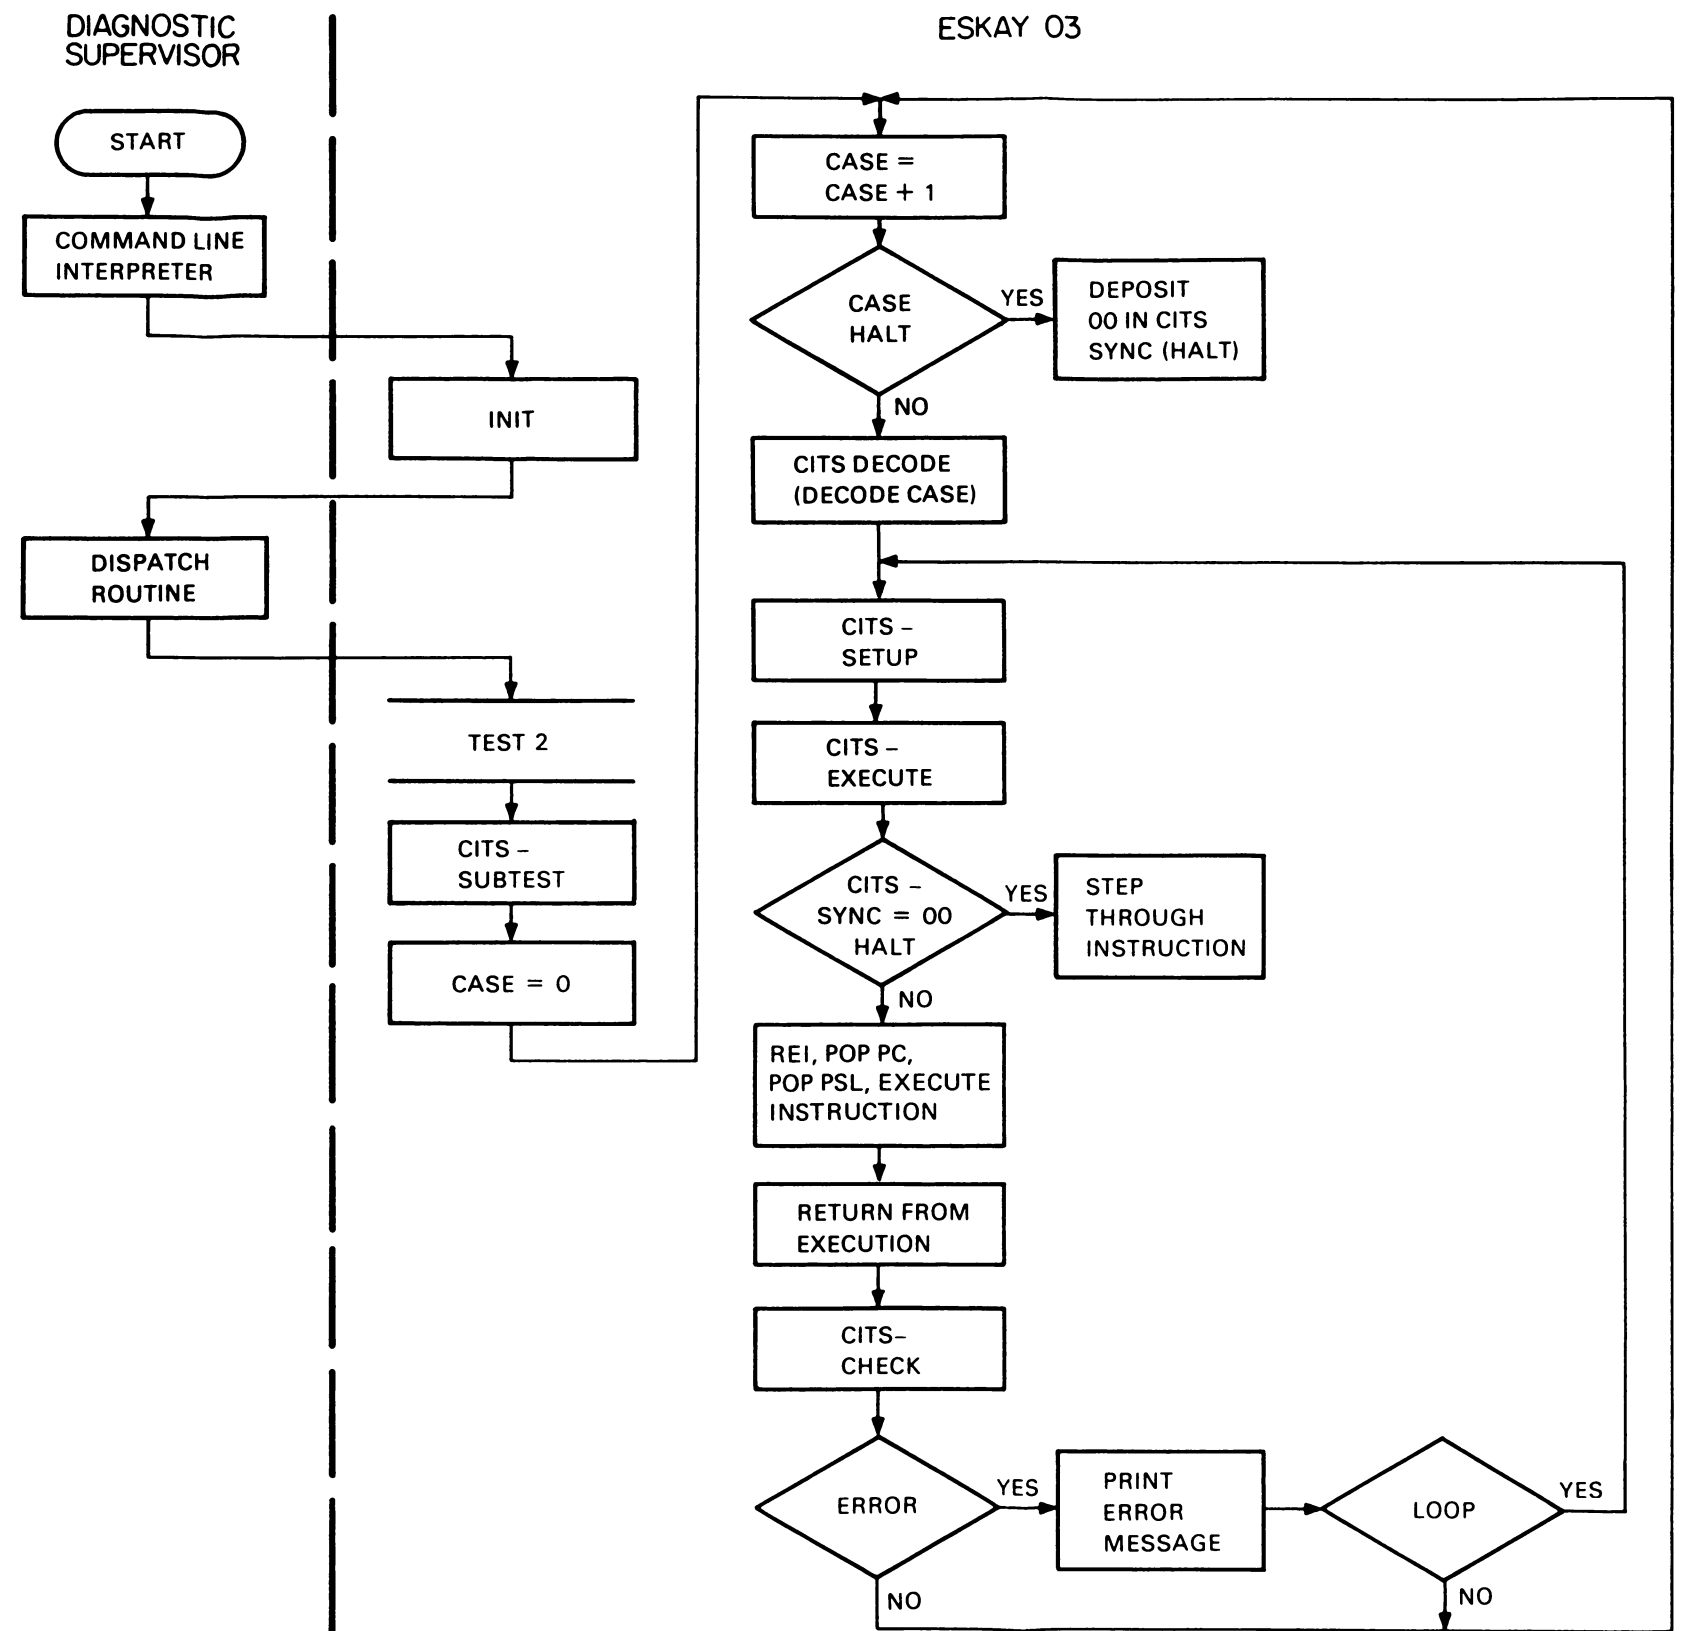 DIAGNOSTIC
SUPERVISOR
ESKAY 03
START
COMMAND LINE
INTERPRETER
INIT
DISPATCH
ROUTINE
TEST 2
CITS –
SUBTEST
CASE = 0
CASE =
CASE + 1
CASE
HALT
YES
DEPOSIT
00 IN CITS
SYNC (HALT)
NO
CITS DECODE
(DECODE CASE)
CITS –
SETUP
CITS –
EXECUTE
CITS –
SYNC = 00
HALT
YES
STEP
THROUGH
INSTRUCTION
NO
REI, POP PC,
POP PSL, EXECUTE
INSTRUCTION
RETURN FROM
EXECUTION
CITS–
CHECK
ERROR
YES
PRINT
ERROR
MESSAGE
LOOP
YES
NO
NO